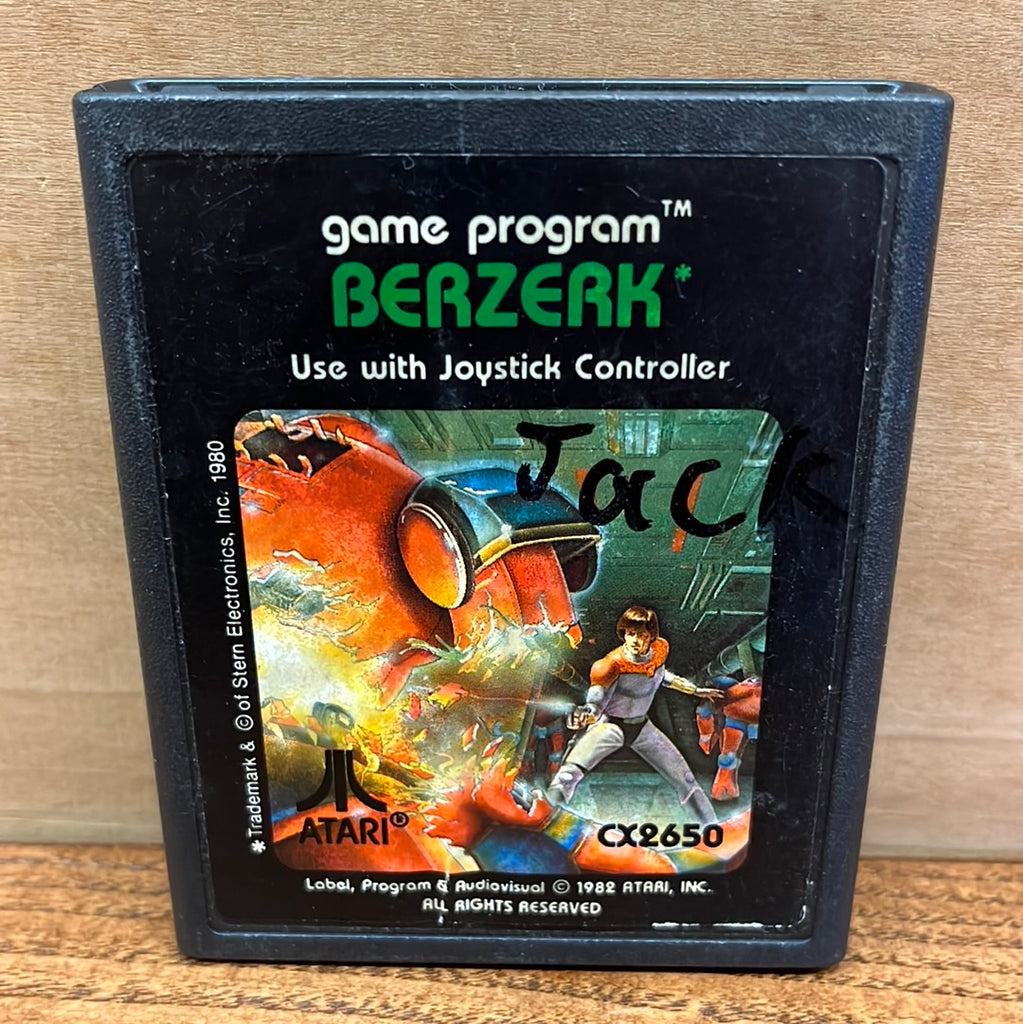 game program™
BERZERK*
Use with Joystick Controller
Jack
*Trademark & © of Stern Electronics, Inc. 1980
ATARI®
CX2650
Label, Program & Audiovisual © 1982 ATARI, INC.
ALL RIGHTS RESERVED